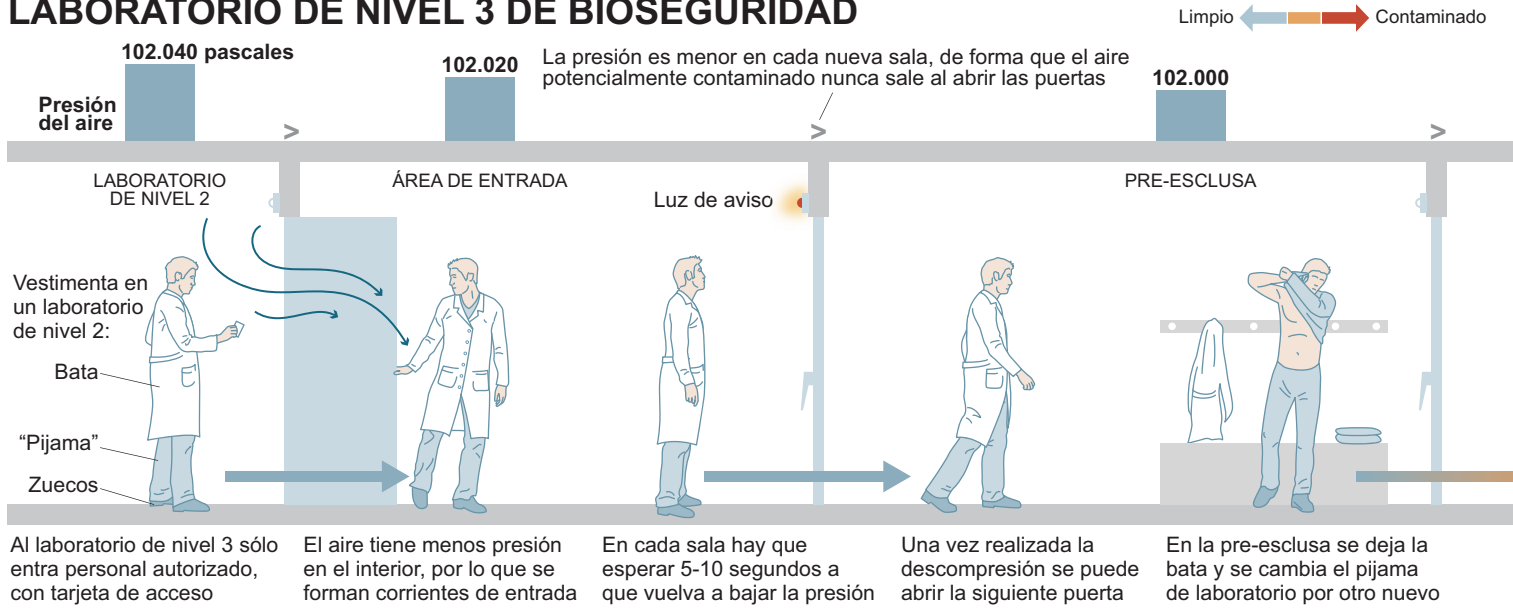 LABORATORIO DE NIVEL 3 DE BIOSEGURIDAD
Limpio
Contaminado
102.040 pascales
102.020
La presión es menor en cada nueva sala, de forma que el aire
potencialmente contaminado nunca sale al abrir las puertas
102.000
Presión
del aire
>
>
>
LABORATORIO
DE NIVEL 2
ÁREA DE ENTRADA
Luz de aviso
PRE-ESCLUSA
Vestimenta en
un laboratorio
de nivel 2:
Bata
“Pijama”
Zuecos
Al laboratorio de nivel 3 sólo
entra personal autorizado,
con tarjeta de acceso
El aire tiene menos presión
en el interior, por lo que se
forman corrientes de entrada
En cada sala hay que
esperar 5-10 segundos a
que vuelva a bajar la presión
Una vez realizada la
descompresión se puede
abrir la siguiente puerta
En la pre-esclusa se deja la
bata y se cambia el pijama
de laboratorio por otro nuevo